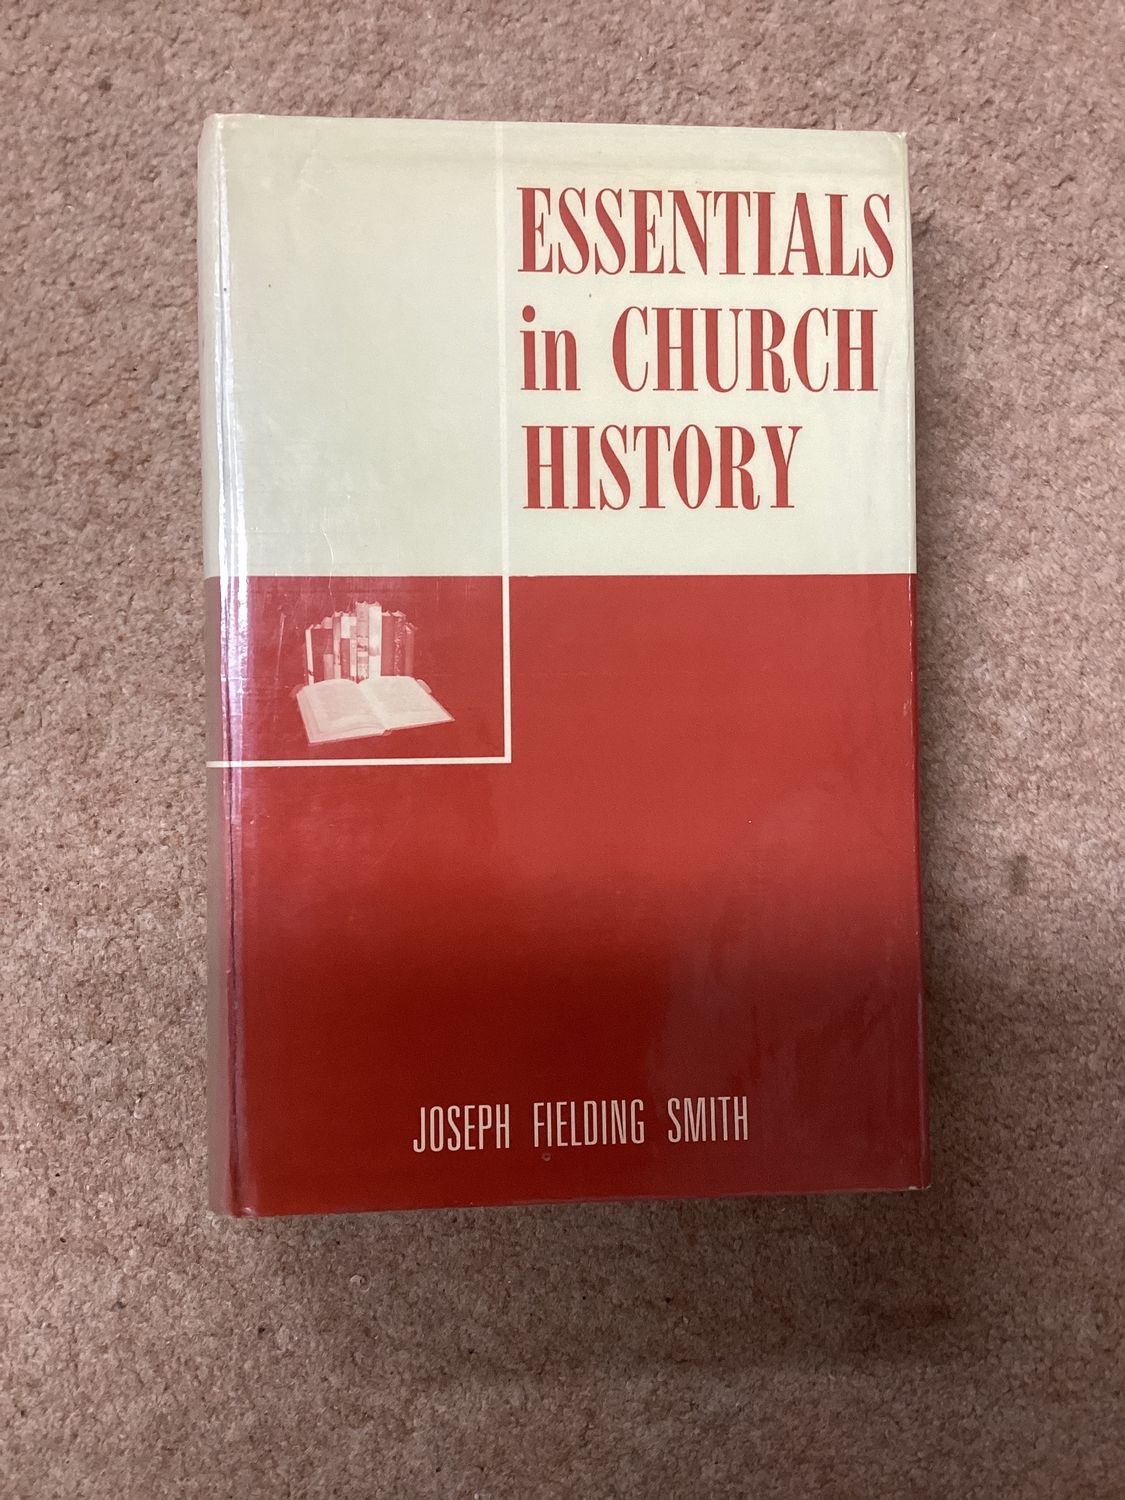 ESSENTIALS
in CHURCH
HISTORY
JOSEPH FIELDING SMITH